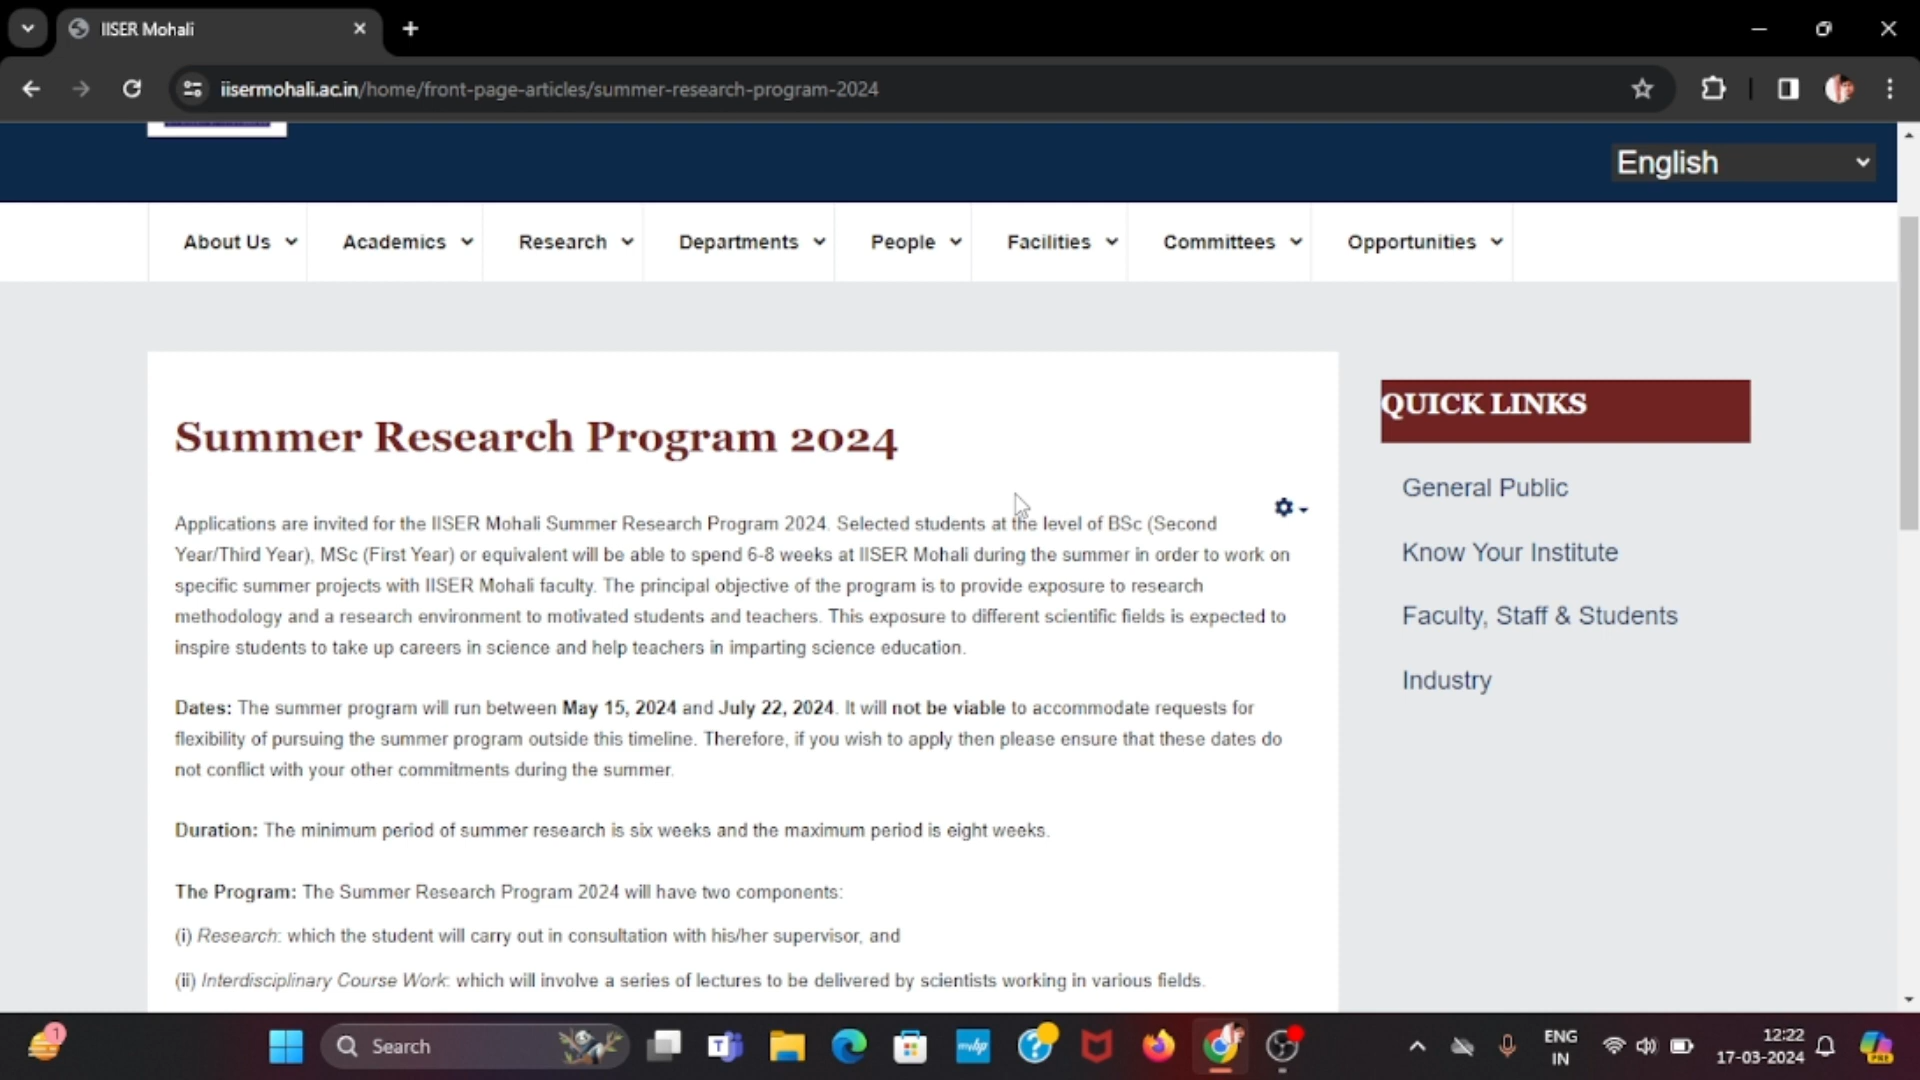 IISER Mohali
iisermohali.ac.in/home/front-page-articles/summer-research-program-2024
English
About Us Academics Research Departments People Facilities Committees Opportunities
Summer Research Program 2024
Applications are invited for the IISER Mohali Summer Research Program 2024. Selected students at the level of BSc (Second
Year/Third Year), MSc (First Year) or equivalent will be able to spend 6-8 weeks at IISER Mohali during the summer in order to work on
specific summer projects with IISER Mohali faculty. The principal objective of the program is to provide exposure to research
methodology and a research environment to motivated students and teachers. This exposure to different scientific fields is expected to
inspire students to take up careers in science and help teachers in imparting science education.
Dates: The summer program will run between May 15, 2024 and July 22, 2024. It will not be viable to accommodate requests for
flexibility of pursuing the summer program outside this timeline. Therefore, if you wish to apply then please ensure that these dates do
not conflict with your other commitments during the summer.
Duration: The minimum period of summer research is six weeks and the maximum period is eight weeks.
The Program: The Summer Research Program 2024 will have two components:
(i) Research: which the student will carry out in consultation with his/her supervisor, and
(ii) Interdisciplinary Course Work: which will involve a series of lectures to be delivered by scientists working in various fields.
QUICK LINKS
General Public
Know Your Institute
Faculty, Staff & Students
Industry
1
Search
T
myhp
?
ENG
IN
12:22
17-03-2024
PRE